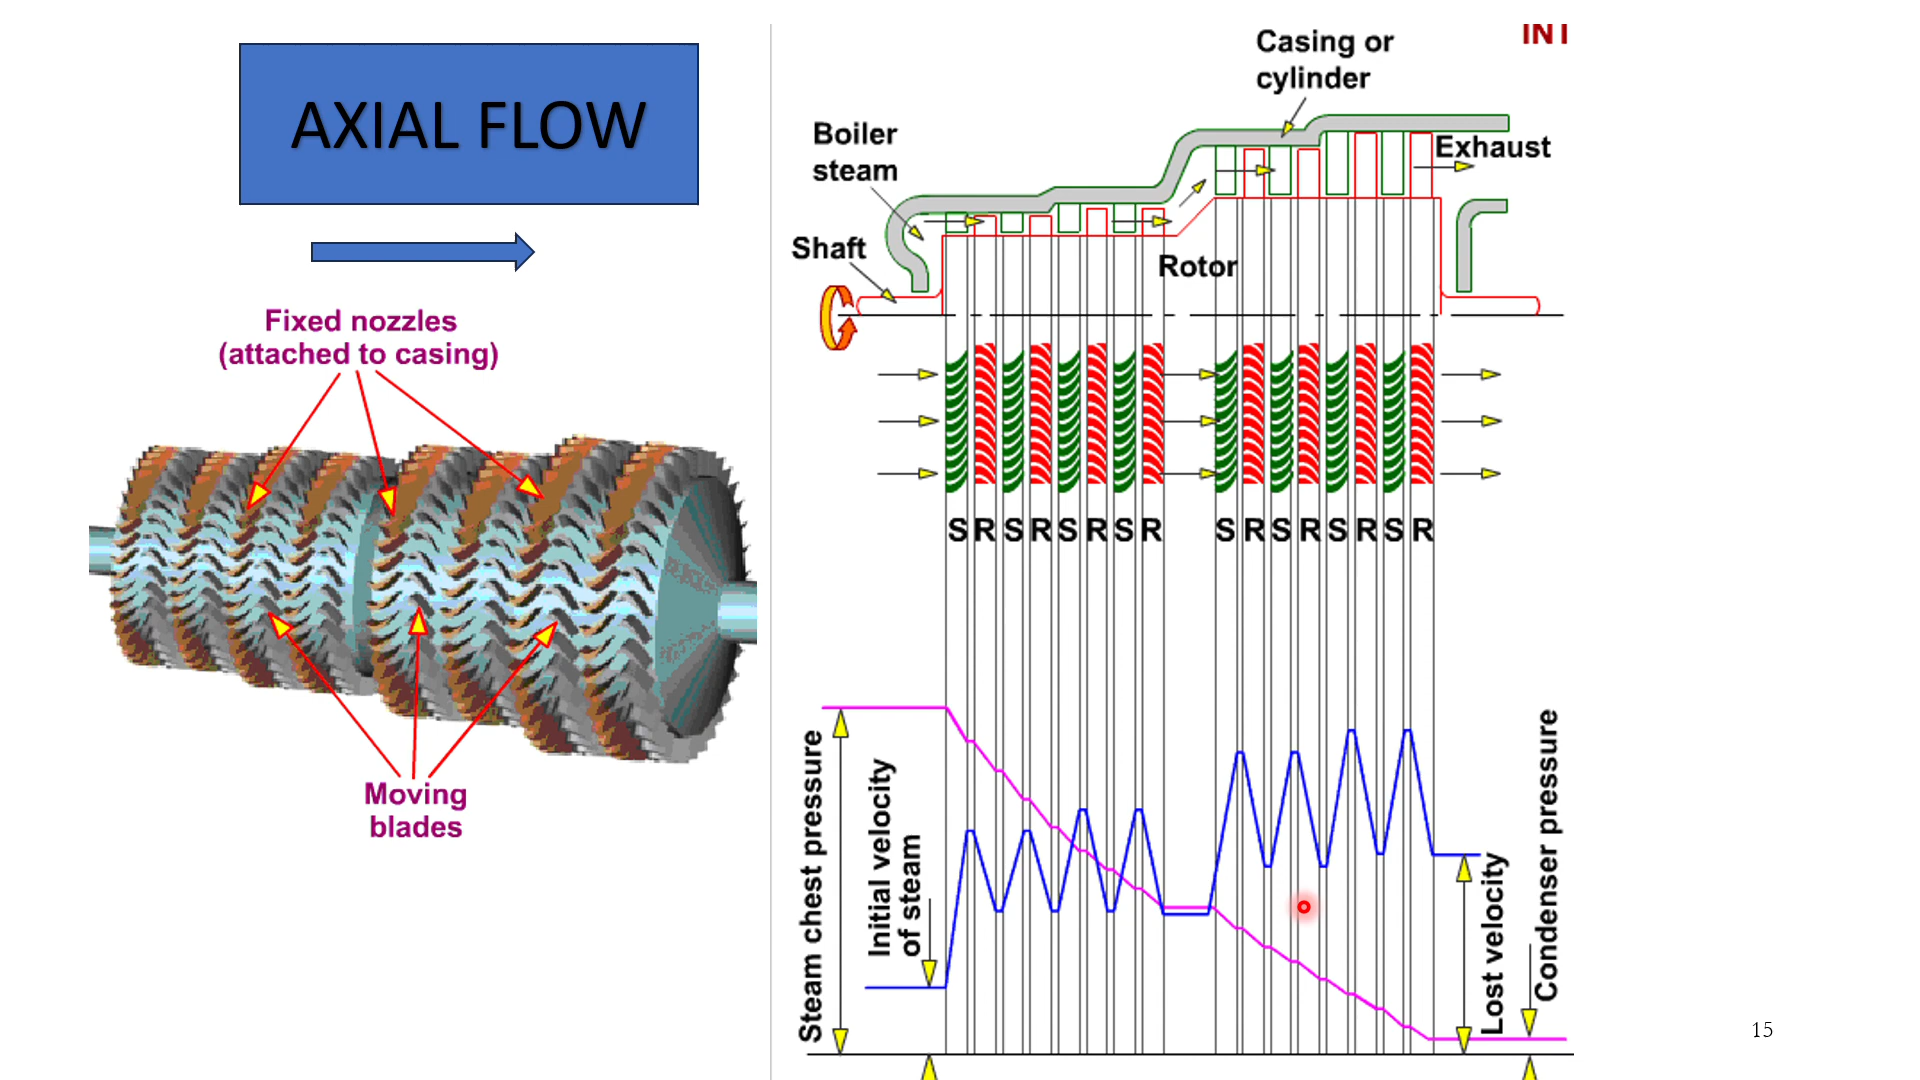 AXIAL FLOW
Fixed nozzles
(attached to casing)
Moving
blades
Casing or
cylinder
Boiler
steam
Exhaust
Shaft
Rotor
S R S R S R S R S R S R S R S R
Steam chest pressure
Initial velocity
of steam
Lost velocity
Condenser pressure
15